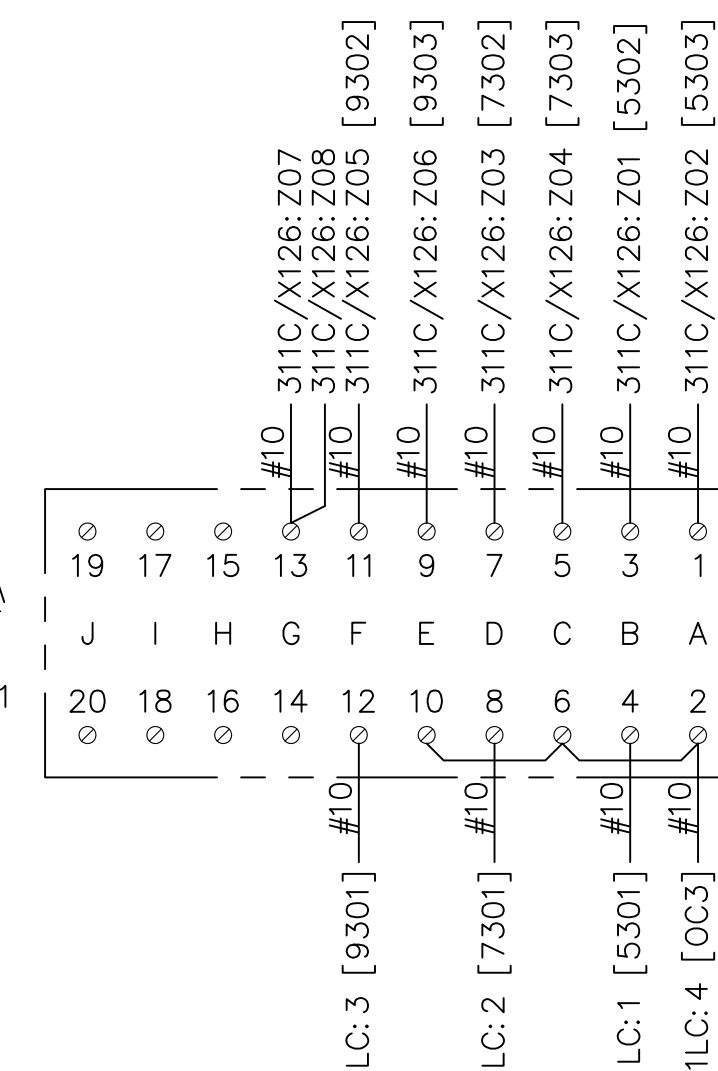 311C/X126:Z07
311C/X126:Z08
311C/X126:Z05 [9302]
311C/X126:Z06 [9303]
311C/X126:Z03 [7302]
311C/X126:Z04 [7303]
311C/X126:Z01 [5302]
311C/X126:Z02 [5303]
#10 #10 #10 #10 #10 #10 #10
19 17 15 13 11 9 7 5 3 1
J I H G F E D C B A
20 18 16 14 12 10 8 6 4 2
1
#10 #10 #10 #10
LC:3 [9301]
LC:2 [7301]
LC:1 [5301]
1LC:4 [0C3]